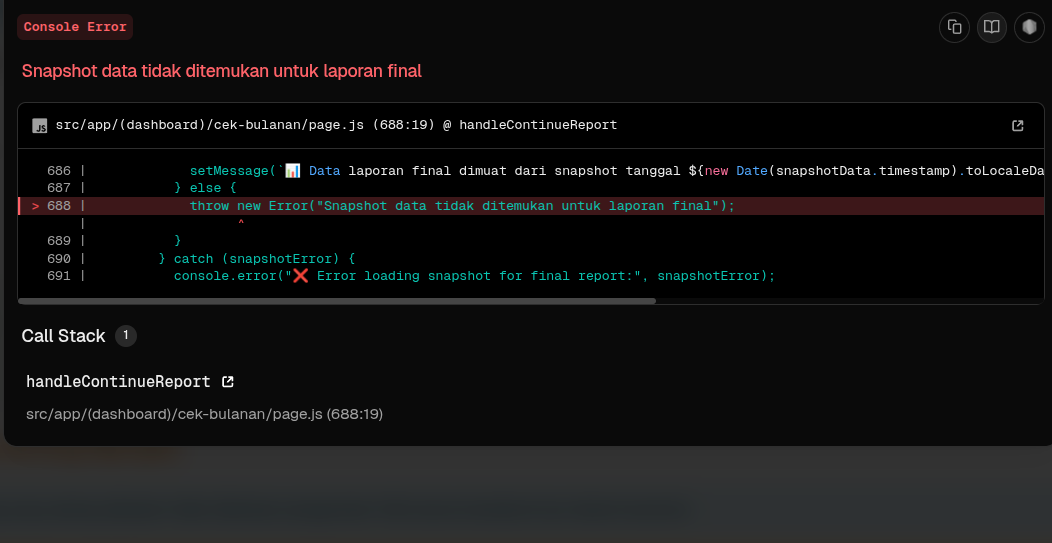 Console Error
Snapshot data tidak ditemukan untuk laporan final
JS src/app/(dashboard)/cek-bulanan/page.js (688:19) @ handleContinueReport
686 | setMessage(`📊 Data laporan final dimuat dari snapshot tanggal ${new Date(snapshotData.timestamp).toLocaleDa
687 | } else {
> 688 | throw new Error("Snapshot data tidak ditemukan untuk laporan final");
| ^
689 | }
690 | } catch (snapshotError) {
691 | console.error("❌ Error loading snapshot for final report:", snapshotError);
Call Stack 1
handleContinueReport
src/app/(dashboard)/cek-bulanan/page.js (688:19)